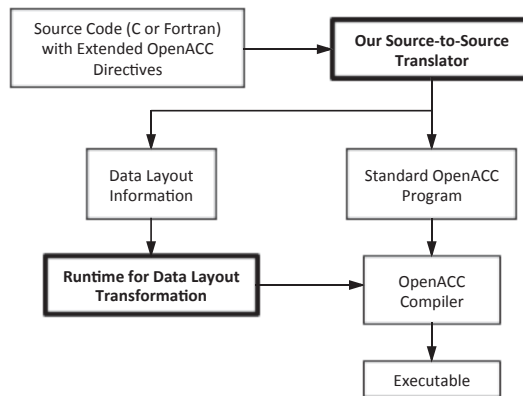 Source Code (C or Fortran)
with Extended OpenACC
Directives
Our Source-to-Source
Translator
Data Layout
Information
Standard OpenACC
Program
Runtime for Data Layout
Transformation
OpenACC
Compiler
Executable